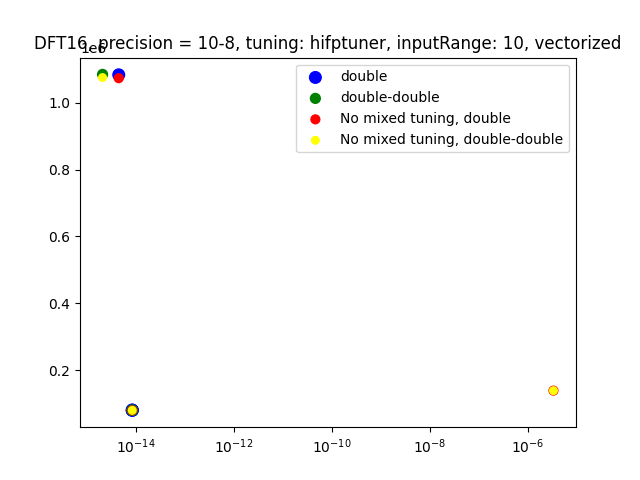 DFT16, precision = 10-8, tuning: hifptuner, inputRange: 10, vectorized
1e6
double
double-double
No mixed tuning, double
No mixed tuning, double-double
1.0
0.8
0.6
0.4
0.2
10⁻¹⁴ 10⁻¹² 10⁻¹⁰ 10⁻⁸ 10⁻⁶